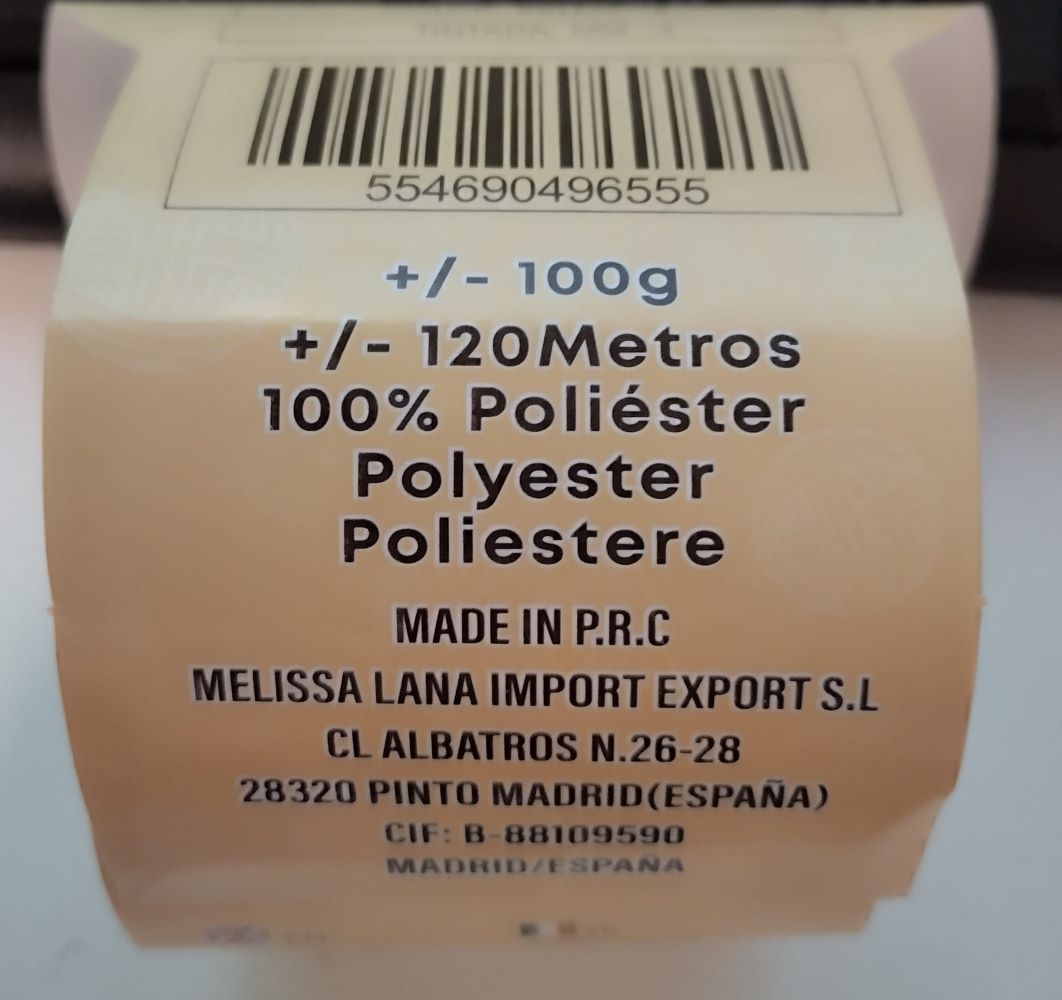 554690496555
+/- 100g
+/- 120Metros
100% Poliéster
Polyester
Poliestere
MADE IN P.R.C
MELISSA LANA IMPORT EXPORT S.L
CL ALBATROS N.26-28
28320 PINTO MADRID(ESPAÑA)
CIF: B-88109590
MADRID/ESPAÑA